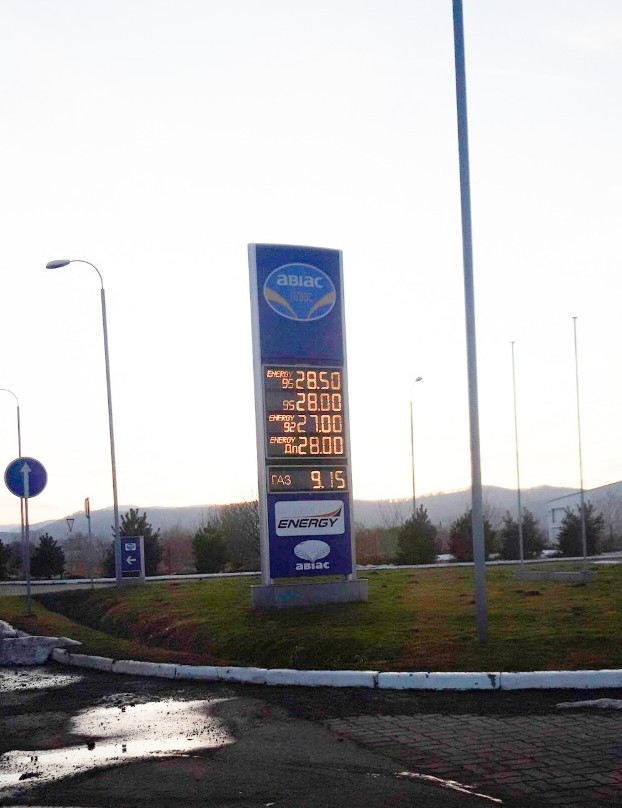 авіас
плюс
ENERGY
95 28.50
95 28.00
ENERGY
92 27.00
ENERGY
Дп 28.00
ГАЗ 9.15
ENERGY
авіас